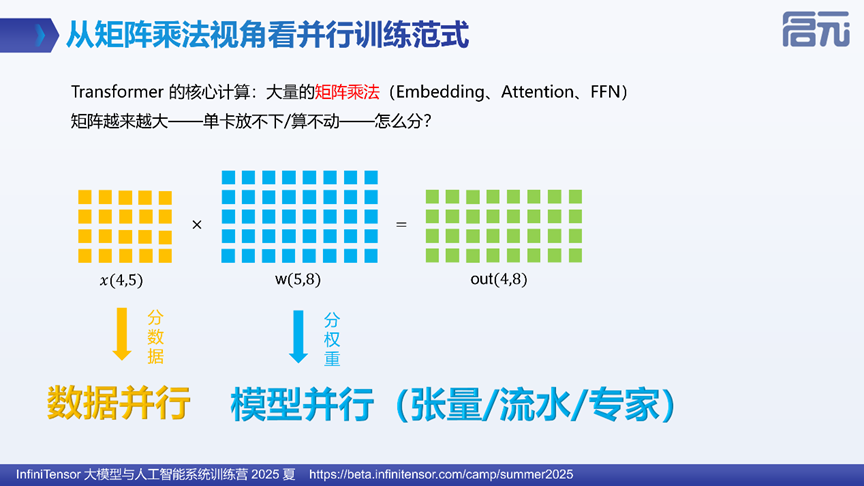 从矩阵乘法视角看并行训练范式
启元
Transformer 的核心计算：大量的矩阵乘法（Embedding、Attention、FFN）
矩阵越来越大——单卡放不下/算不动——怎么分？
×
=
x(4,5)
w(5,8)
out(4,8)
分数据
分权重
数据并行
模型并行（张量/流水/专家）
InfiniTensor 大模型与人工智能系统训练营 2025 夏 https://beta.infinitensor.com/camp/summer2025